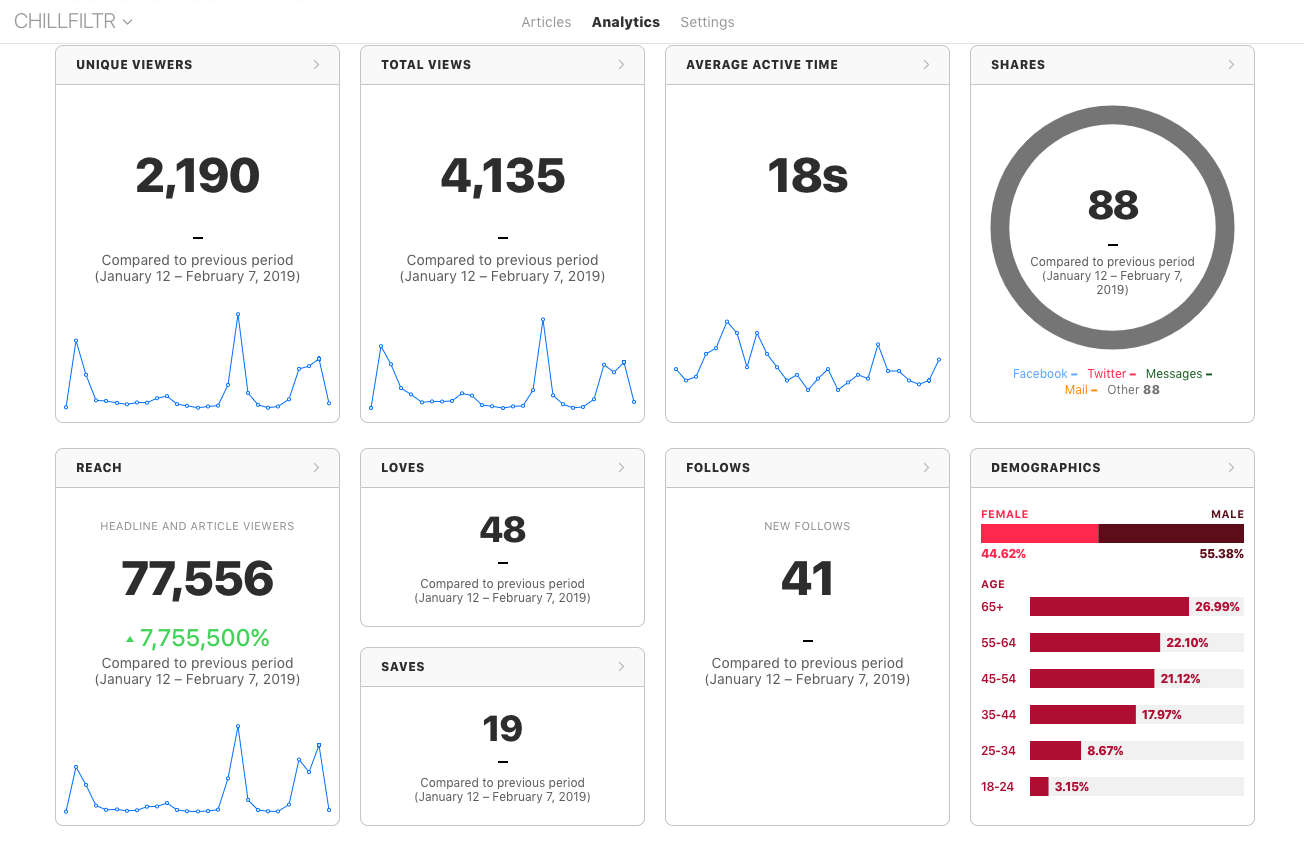 CHILLFILTR
Articles Analytics Settings
UNIQUE VIEWERS
2,190
–
Compared to previous period
(January 12 – February 7, 2019)
TOTAL VIEWS
4,135
–
Compared to previous period
(January 12 – February 7, 2019)
AVERAGE ACTIVE TIME
18s
SHARES
88
–
Compared to previous period
(January 12 – February 7,
2019)
Facebook – Twitter – Messages –
Mail – Other 88
REACH
HEADLINE AND ARTICLE VIEWERS
77,556
▲ 7,755,500%
Compared to previous period
(January 12 – February 7, 2019)
LOVES
48
–
Compared to previous period
(January 12 – February 7, 2019)
SAVES
19
–
Compared to previous period
(January 12 – February 7, 2019)
FOLLOWS
NEW FOLLOWS
41
–
Compared to previous period
(January 12 – February 7, 2019)
DEMOGRAPHICS
FEMALE MALE
44.62% 55.38%
AGE
65+ 26.99%
55-64 22.10%
45-54 21.12%
35-44 17.97%
25-34 8.67%
18-24 3.15%